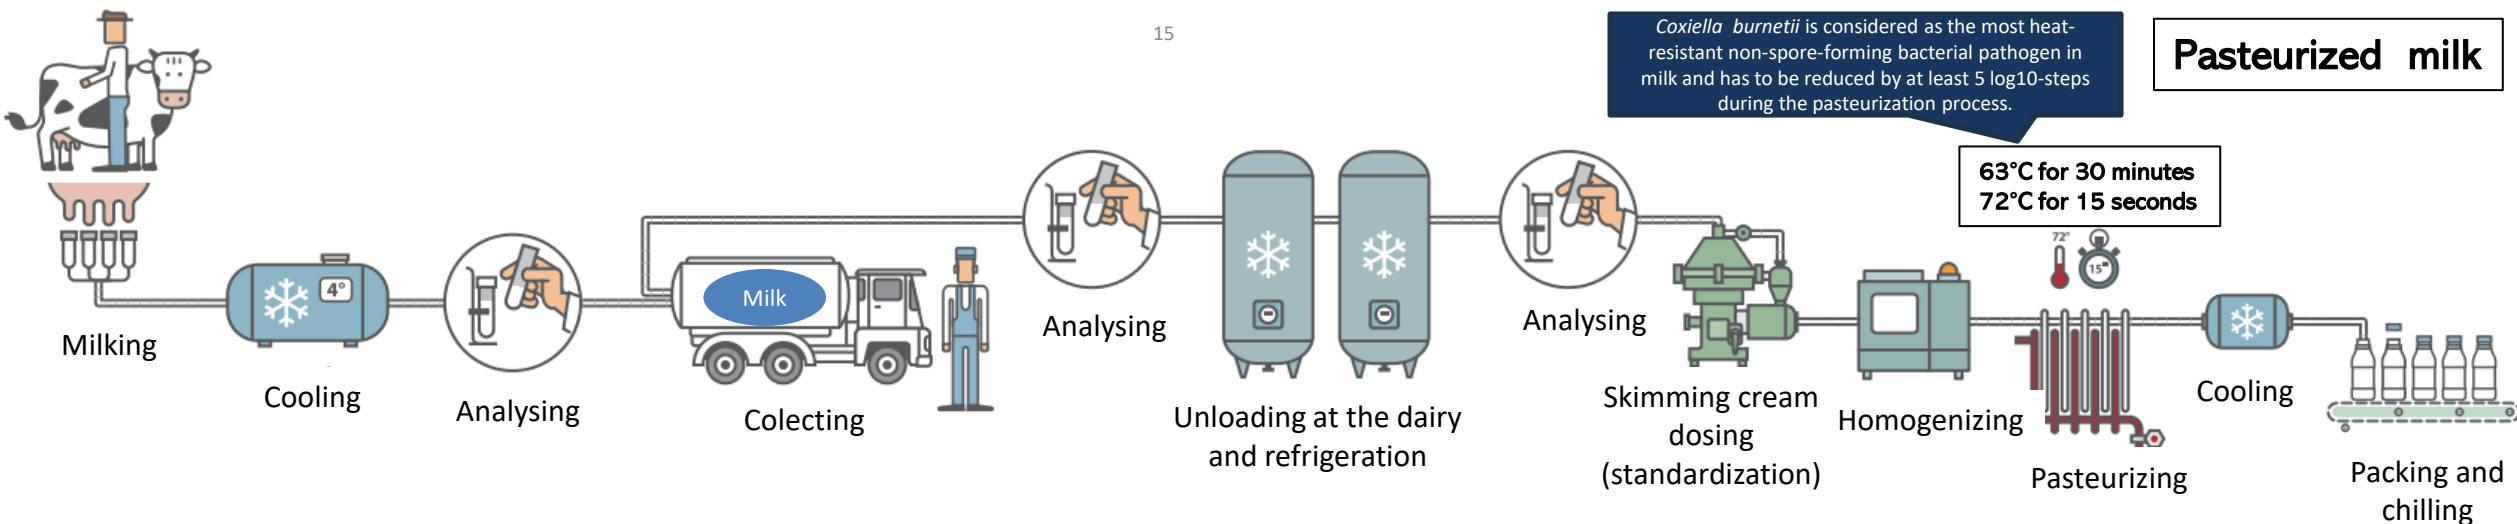 15
Coxiella burnetii is considered as the most heat-
resistant non-spore-forming bacterial pathogen in
milk and has to be reduced by at least 5 log10-steps
during the pasteurization process.
Pasteurized milk
63°C for 30 minutes
72°C for 15 seconds
72°
15"
4°
Milk
Milking
Cooling
Analysing
Colecting
Analysing
Unloading at the dairy
and refrigeration
Analysing
Skimming cream
dosing
(standardization)
Homogenizing
Pasteurizing
Cooling
Packing and
chilling